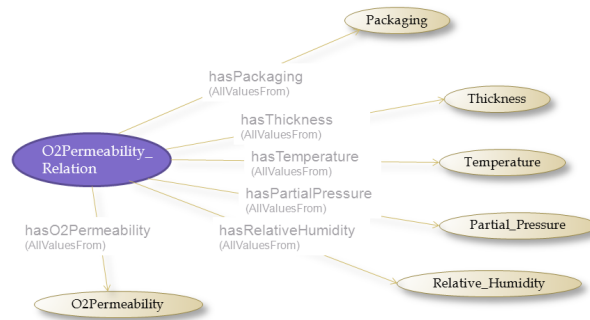 Packaging
hasPackaging
(AllValuesFrom)
Thickness
hasThickness
(AllValuesFrom)
O2Permeability_
Relation
hasTemperature
(AllValuesFrom)
Temperature
hasPartialPressure
(AllValuesFrom)
Partial_Pressure
hasO2Permeability
(AllValuesFrom)
hasRelativeHumidity
(AllValuesFrom)
Relative_Humidity
O2Permeability